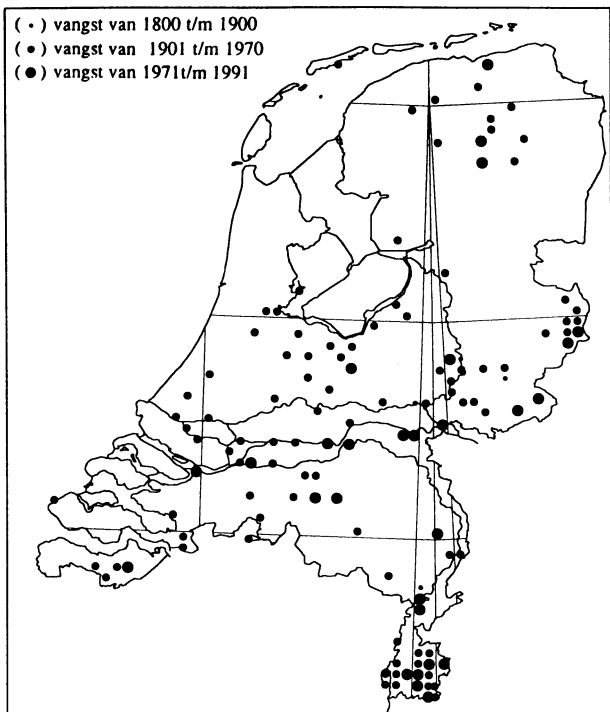 (·) vangst van 1800 t/m 1900
(•) vangst van 1901 t/m 1970
(●) vangst van 1971t/m 1991